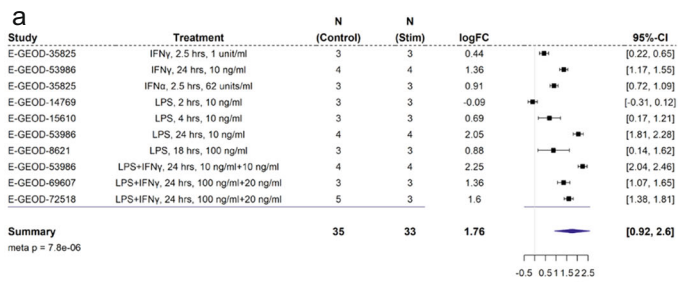 a
Study Treatment N (Control) N (Stim) logFC 95%-CI
E-GEOD-35825 IFNγ, 2.5 hrs, 1 unit/ml 3 3 0.44 [0.22, 0.65]
E-GEOD-53986 IFNγ, 24 hrs, 10 ng/ml 4 4 1.36 [1.17, 1.55]
E-GEOD-35825 IFNα, 2.5 hrs, 62 units/ml 3 3 0.91 [0.72, 1.09]
E-GEOD-14769 LPS, 2 hrs, 10 ng/ml 3 3 -0.09 [-0.31, 0.12]
E-GEOD-15610 LPS, 4 hrs, 10 ng/ml 3 3 0.69 [0.17, 1.21]
E-GEOD-53986 LPS, 24 hrs, 10 ng/ml 4 4 2.05 [1.81, 2.28]
E-GEOD-8621 LPS, 18 hrs, 100 ng/ml 3 3 0.88 [0.14, 1.62]
E-GEOD-53986 LPS+IFNγ, 24 hrs, 10 ng/ml+10 ng/ml 4 4 2.25 [2.04, 2.46]
E-GEOD-69607 LPS+IFNγ, 24 hrs, 100 ng/ml+20 ng/ml 3 3 1.36 [1.07, 1.65]
E-GEOD-72518 LPS+IFNγ, 24 hrs, 100 ng/ml+20 ng/ml 5 3 1.6 [1.38, 1.81]
Summary 35 33 1.76 [0.92, 2.6]
meta p = 7.8e-06
-0.5 0.5 1 1.5 2 2.5